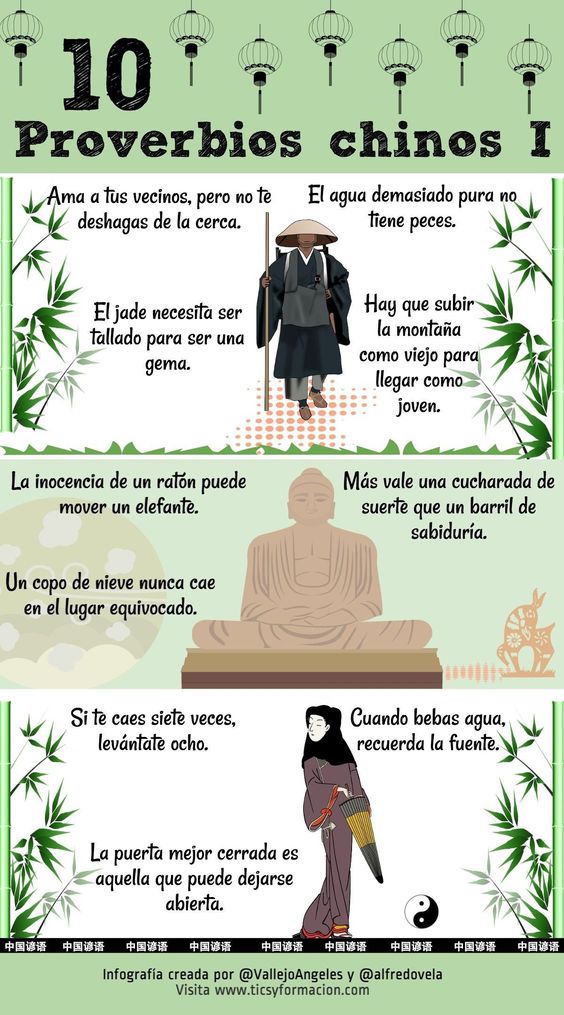 10
Proverbios chinos I
Ama a tus vecinos, pero no te
deshagas de la cerca.
El agua demasiado pura no
tiene peces.
El jade necesita ser
tallado para ser una
gema.
Hay que subir
la montaña
como viejo para
llegar como
joven.
La inocencia de un ratón puede
mover un elefante.
Más vale una cucharada de
suerte que un barril de
sabiduría.
Un copo de nieve nunca cae
en el lugar equivocado.
Si te caes siete veces,
levántate ocho.
Cuando bebas agua,
recuerda la fuente.
La puerta mejor cerrada es
aquella que puede dejarse
abierta.
中国谚语 中国谚语 中国谚语 中国谚语 中国谚语 中国谚语 中国谚语 中国谚语 中国谚语
Infografía creada por @VallejoAngeles y @alfredovela
Visita www.ticsyformacion.com